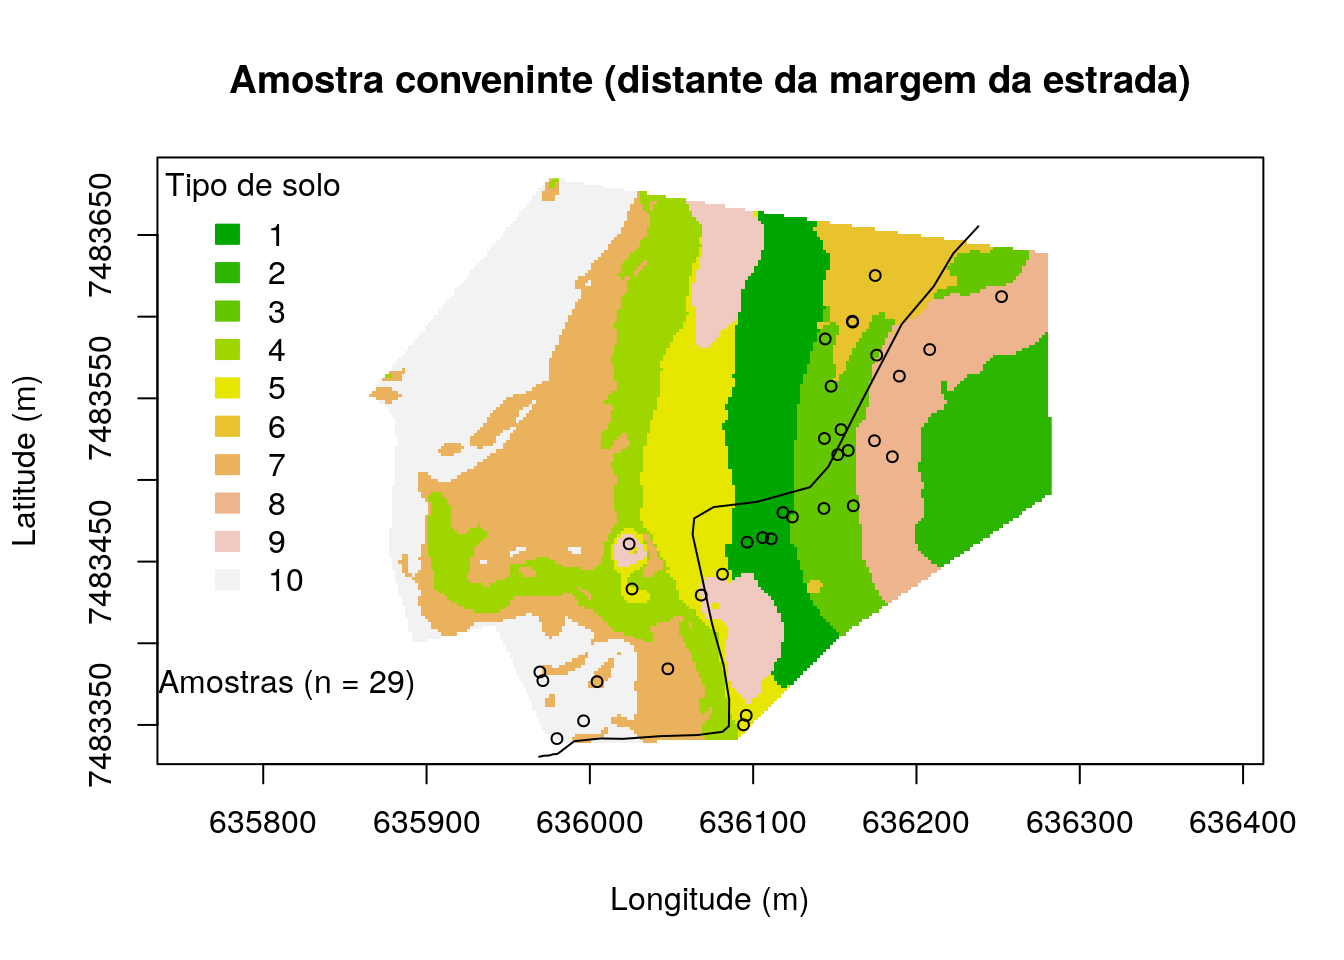 Amostra conveninte (distante da margem da estrada)
Tipo de solo
1
2
3
4
5
6
7
8
9
10
Amostras (n = 29)
Latitude (m)
7483650
7483550
7483450
7483350
635800 635900 636000 636100 636200 636300 636400
Longitude (m)